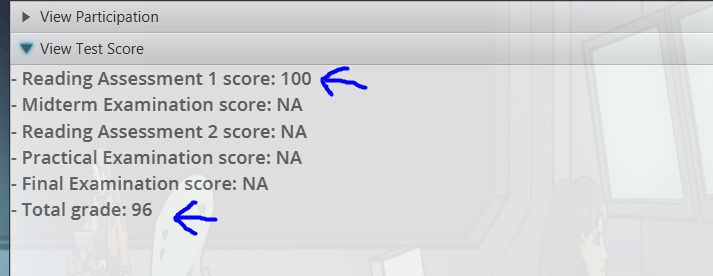 View Participation
View Test Score
- Reading Assessment 1 score: 100
- Midterm Examination score: NA
- Reading Assessment 2 score: NA
- Practical Examination score: NA
- Final Examination score: NA
- Total grade: 96